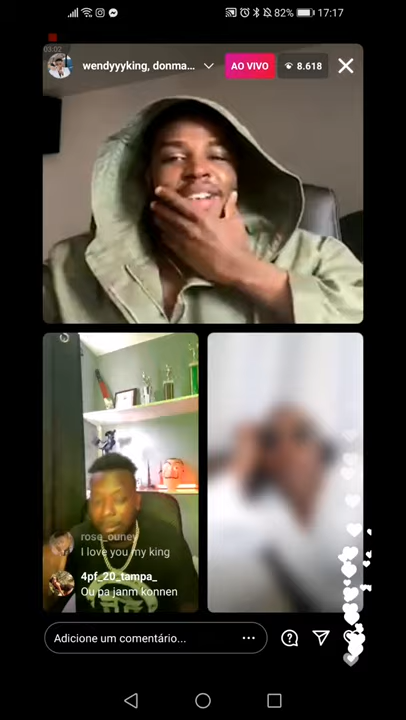 82% 17:17
03:02
wendyyyking, donma...
AO VIVO
8.618
rose_ouney
I love you my king
4pf_20_tampa_
Ou pa janm konnen
Adicione um comentário...